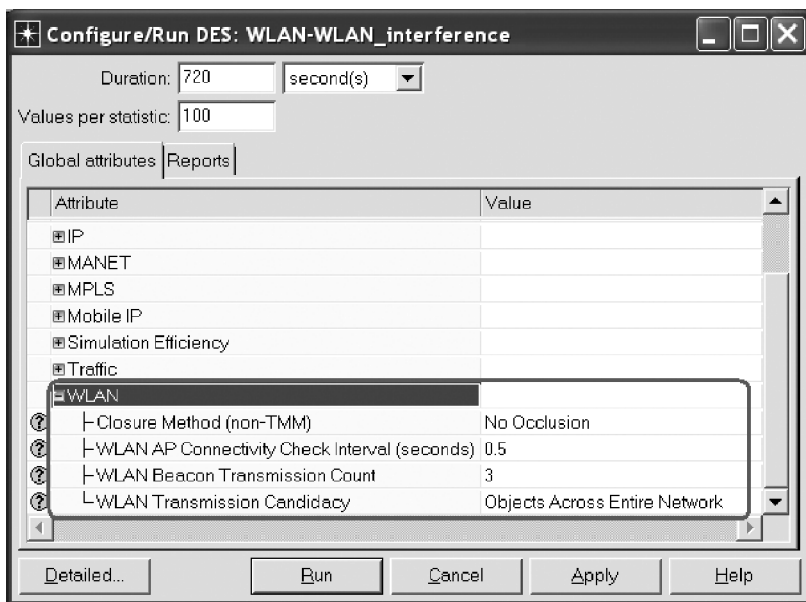 Configure/Run DES: WLAN-WLAN_interference
Duration: 720 second(s)
Values per statistic: 100
Global attributes Reports
Attribute Value
IP
MANET
MPLS
Mobile IP
Simulation Efficiency
Traffic
WLAN
Closure Method (non-TMM) No Occlusion
WLAN AP Connectivity Check Interval (seconds) 0.5
WLAN Beacon Transmission Count 3
WLAN Transmission Candidacy Objects Across Entire Network
Detailed... Run Cancel Apply Help